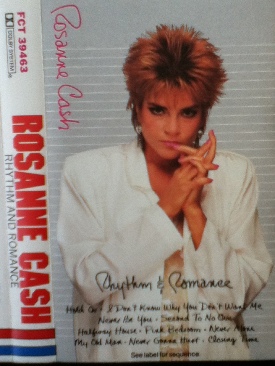 FCT 39463
DOLBY SYSTEM
ROSANNE CASH
RHYTHM AND ROMANCE
Rosanne Cash
Rhythm & Romance
Hold On - I Don't Know Why You Don't Want Me
Never Be You - Second To No One
Halfway House - Pink Bedroom - Never Alone
My Old Man - Never Gonna Hurt - Closing Time
See label for sequence